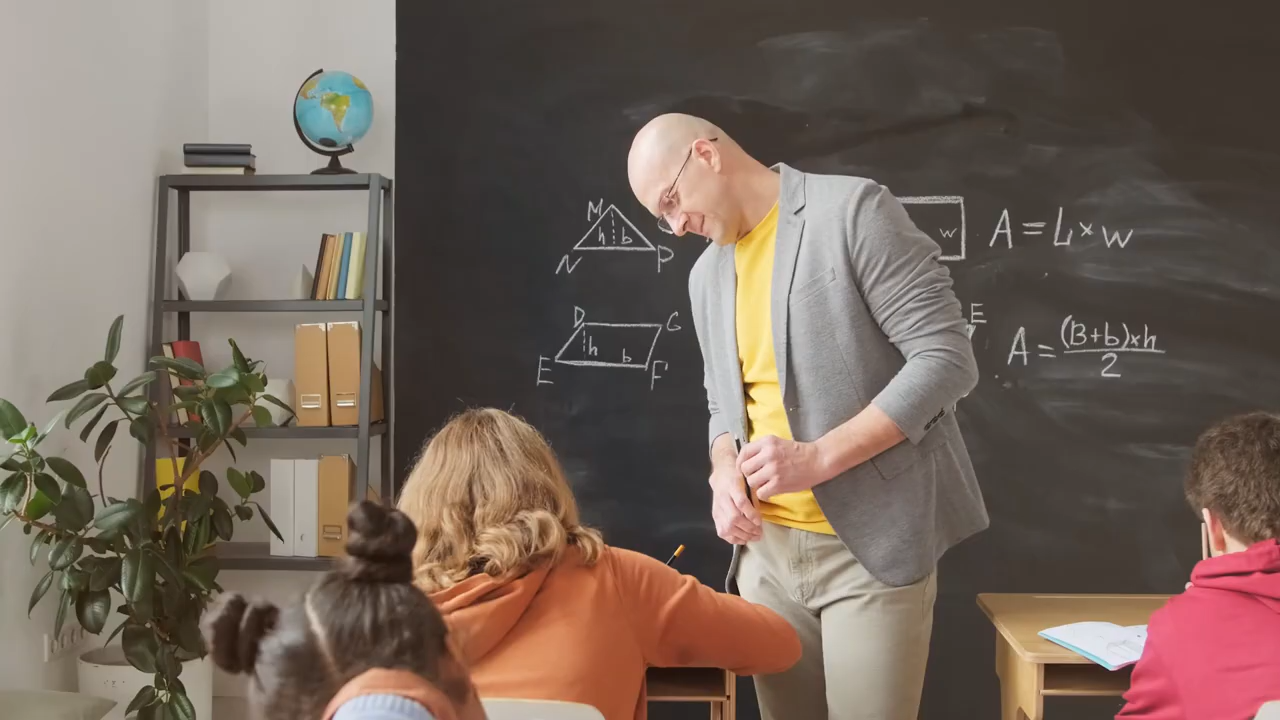 M
h b
N P
w
A = L × w
D G
h b
E F
E
A = (B+b)×h
2